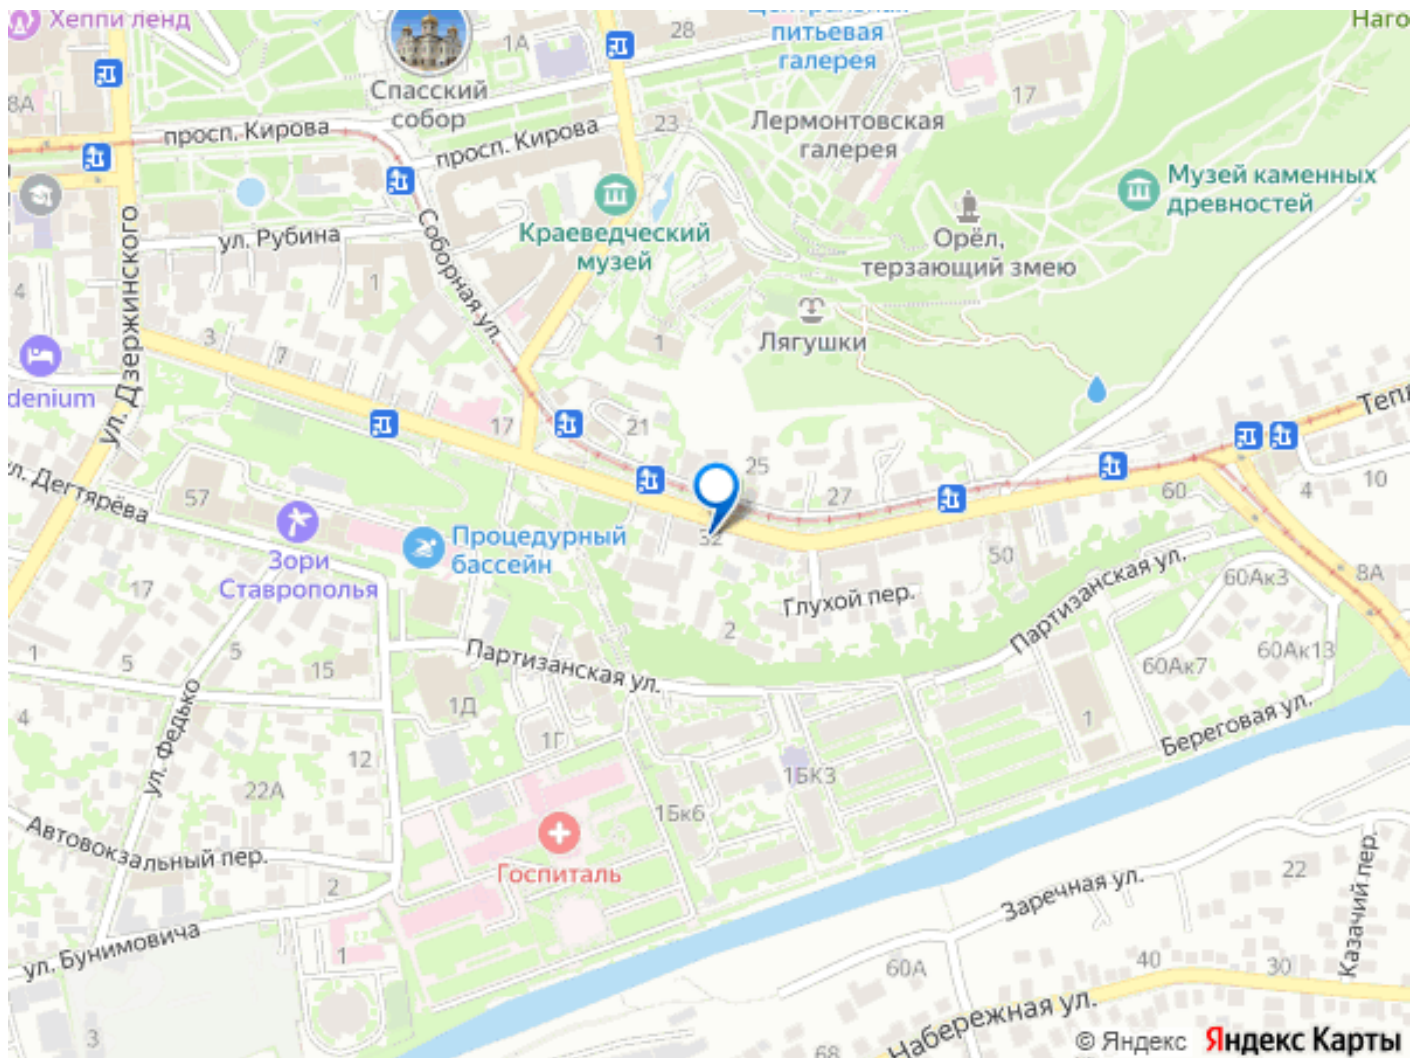 Хеппи ленд
1А
28
Центральная
питьевая
галерея
Наго
8А
Спасский
собор
17
просп. Кирова
просп. Кирова
23
Лермонтовская
галерея
Музей каменных
древностей
ул. Рубина
Краеведческий
музей
Орёл,
терзающий змею
ул. Дзержинского
Соборная ул.
4
1
3
7
1
Лягушки
denium
17
21
25
27
Тепл
10
4
60
ул. Дегтярёва
57
Зори
Ставрополья
Процедурный
бассейн
32
50
Глухой пер.
Партизанская ул.
60Ак3
8А
17
2
1
5
5
15
Партизанская ул.
60Ак7
60Ак13
4
ул. Федько
1Д
1Г
1
Береговая ул.
12
22А
15к6
1БК3
Автовокзальный пер.
Госпиталь
2
22
Заречная ул.
Казачий пер.
ул. Бунимовича
1
60А
40
30
3
Набережная ул.
68
© Яндекс Яндекс Карты